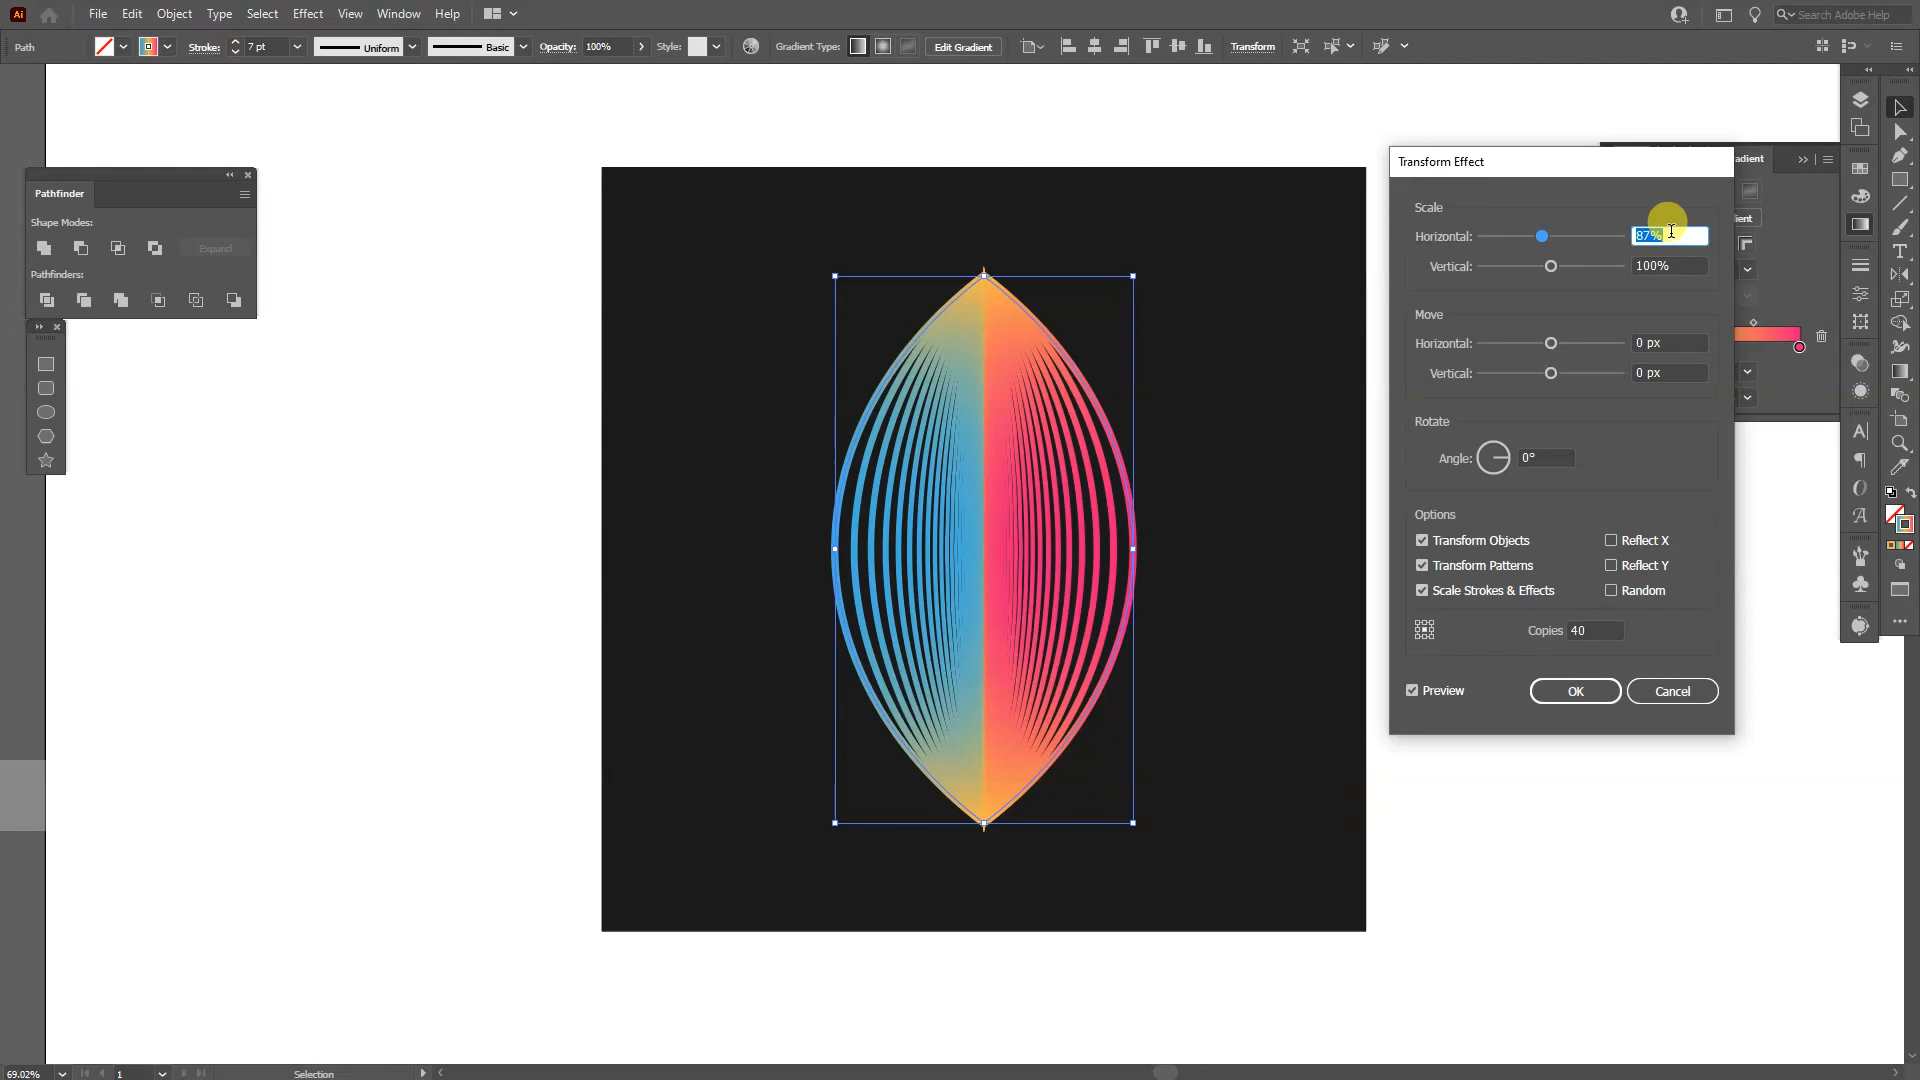 Ai File Edit Object Type Select Effect View Window Help Search Adobe Help
Path Stroke: 7 pt Uniform Basic Opacity: 100% Style: Gradient Type: Edit Gradient Transform
Pathfinder
Shape Modes:
Expand
Pathfinders:
Transform Effect
adient
Scale
ient
Horizontal: 87%
Vertical: 100%
Move
Horizontal: 0 px
Vertical: 0 px
Rotate
Angle: 0°
Options
Transform Objects Reflect X
Transform Patterns Reflect Y
Scale Strokes & Effects Random
Copies 40
Preview OK Cancel
69.02% 1 Selection